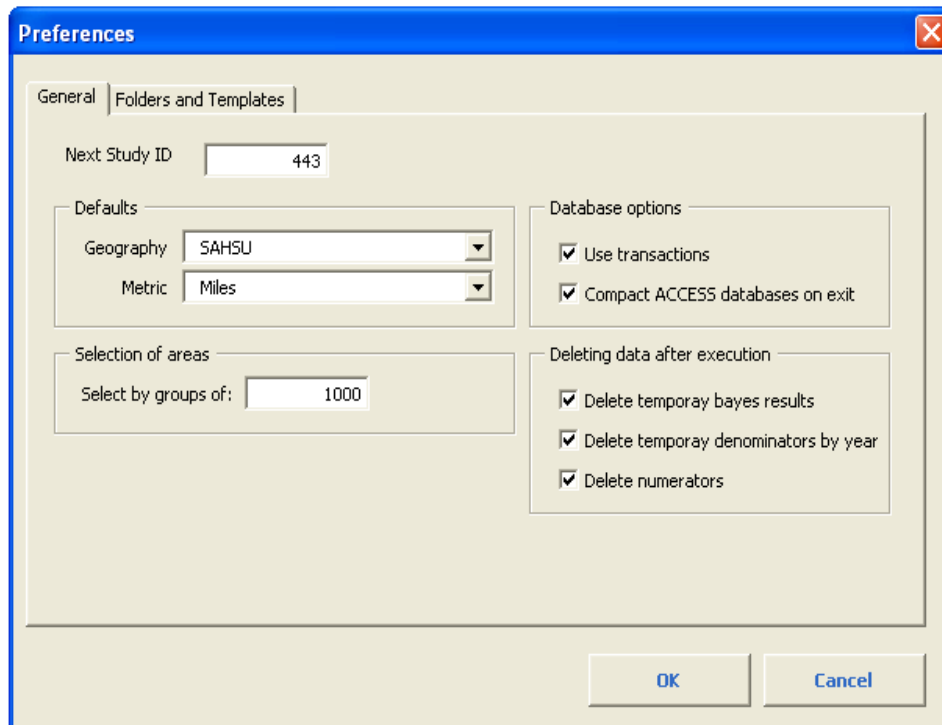 Preferences
General Folders and Templates
Next Study ID 443
Defaults
Geography SAHSU
Metric Miles
Database options
Use transactions
Compact ACCESS databases on exit
Selection of areas
Select by groups of: 1000
Deleting data after execution
Delete temporay bayes results
Delete temporay denominators by year
Delete numerators
OK Cancel